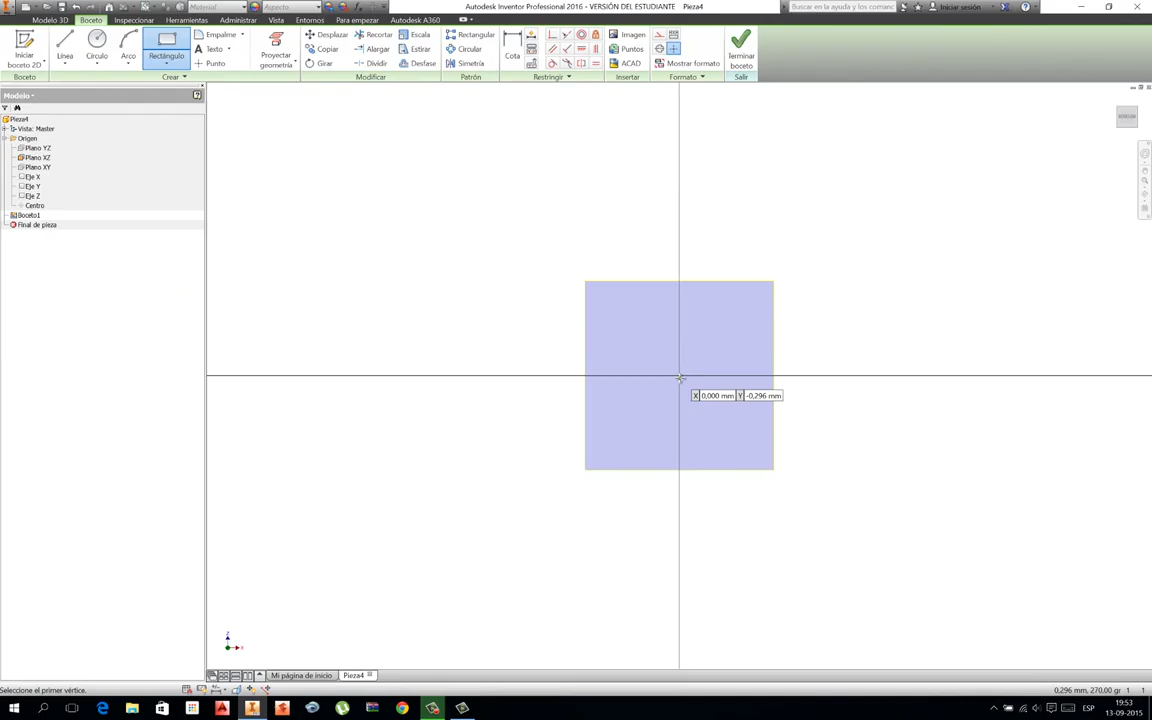 Material
Aspecto
Autodesk Inventor Professional 2016 - VERSIÓN DEL ESTUDIANTE Pieza4
Buscar en la ayuda y los coman
Iniciar sesión
Modelo 3D
Boceto
Inspeccionar
Herramientas
Administrar
Vista
Entornos
Para empezar
Autodesk A360
Iniciar
boceto 2D
Línea
Círculo
Arco
Rectángulo
Empalme
Texto
Punto
Proyectar
geometría
Desplazar
Copiar
Girar
Recortar
Alargar
Dividir
Escala
Estirar
Desfase
Rectangular
Circular
Simetría
Cota
Imagen
Puntos
ACAD
Mostrar formato
Terminar
boceto
Boceto
Crear
Modificar
Patrón
Restringir
Insertar
Formato
Salir
Modelo
Pieza4
Vista: Master
Origen
Plano YZ
Plano XZ
Plano XY
Eje X
Eje Y
Eje Z
Centro
Boceto1
Final de pieza
X 0,000 mm Y -0,296 mm
z
x
Mi página de inicio
Pieza4
Seleccione el primer vértice.
0,296 mm, 270,00 gr 1 1
ESP
19:53
13-09-2015